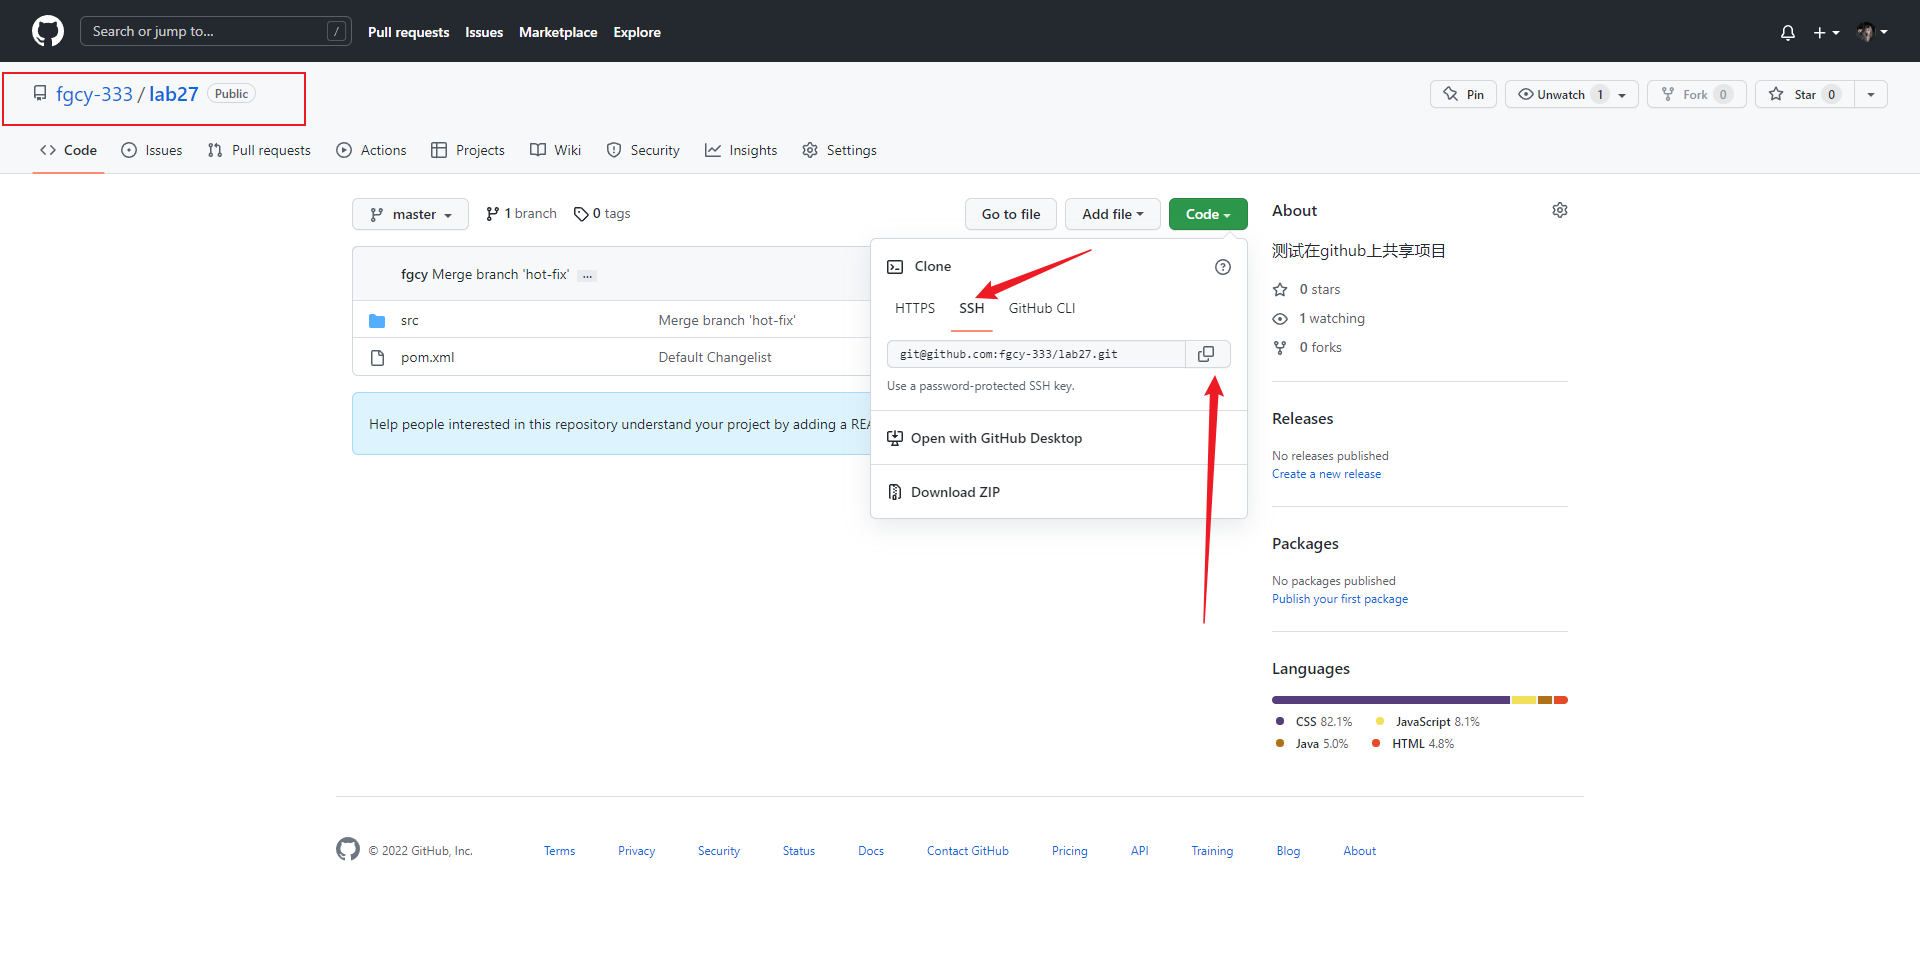 Search or jump to... /
Pull requests Issues Marketplace Explore
fgcy-333 / lab27 Public
Pin Unwatch 1 Fork 0 Star 0
Code Issues Pull requests Actions Projects Wiki Security Insights Settings
master 1 branch 0 tags Go to file Add file Code
fgcy Merge branch 'hot-fix' ...
src Merge branch 'hot-fix'
pom.xml Default Changelist
Help people interested in this repository understand your project by adding a REA
Clone
HTTPS SSH GitHub CLI
git@github.com:fgcy-333/lab27.git
Use a password-protected SSH key.
Open with GitHub Desktop
Download ZIP
About
测试在github上共享项目
0 stars
1 watching
0 forks
Releases
No releases published
Create a new release
Packages
No packages published
Publish your first package
Languages
CSS 82.1% JavaScript 8.1%
Java 5.0% HTML 4.8%
© 2022 GitHub, Inc. Terms Privacy Security Status Docs Contact GitHub Pricing API Training Blog About